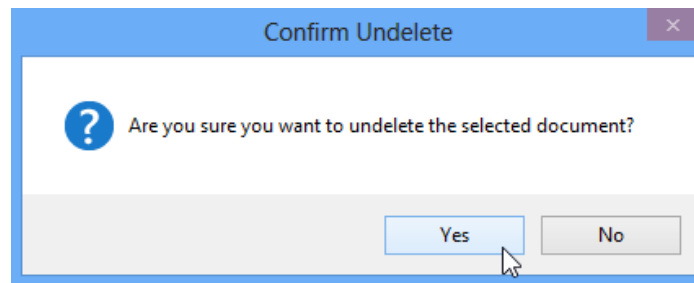 Confirm Undelete
Are you sure you want to undelete the selected document?
Yes
No